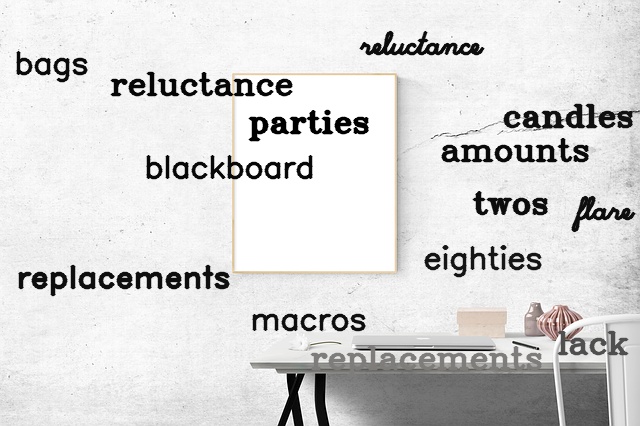 reluctance
bags
reluctance
candles
parties
amounts
blackboard
twos
flare
eighties
replacements
macros
lack
replacements